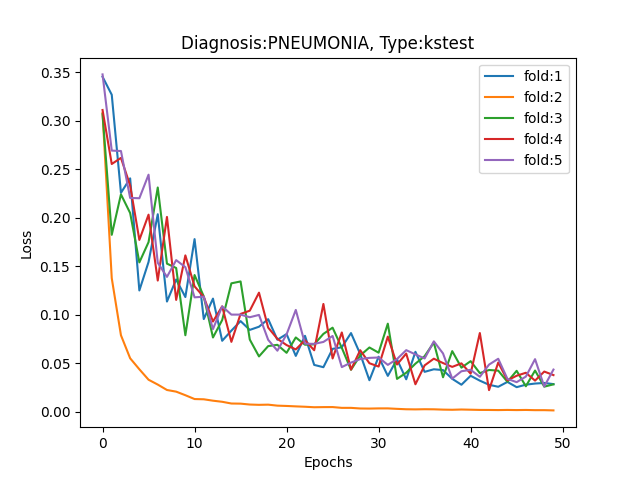 Diagnosis:PNEUMONIA, Type:kstest
0.35
0.30
0.25
0.20
0.15
0.10
0.05
0.00
Loss
fold:1
fold:2
fold:3
fold:4
fold:5
0 10 20 30 40 50
Epochs